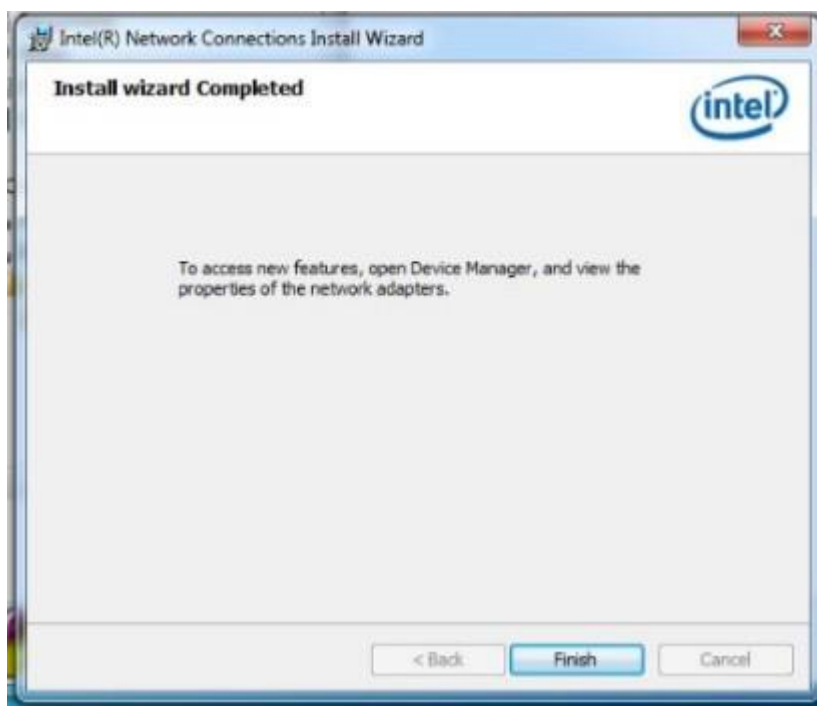 Intel(R) Network Connections Install Wizard
Install wizard Completed
intel
To access new features, open Device Manager, and view the
properties of the network adapters.
< Back
Finish
Cancel